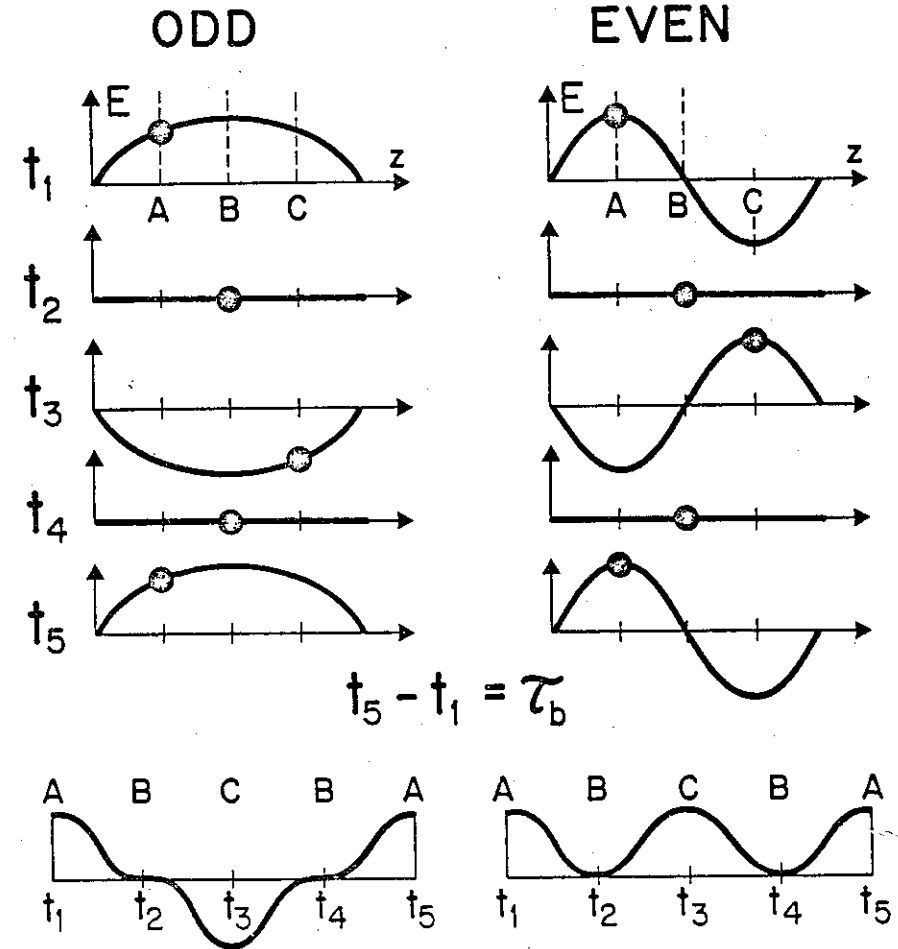 ODD EVEN
E E
t₁ z z
A B C A B C
t₂
t₃
t₄
t₅
t₅ - t₁ = τ_b
A B C B A A B C B A
t₁ t₂ t₃ t₄ t₅ t₁ t₂ t₃ t₄ t₅